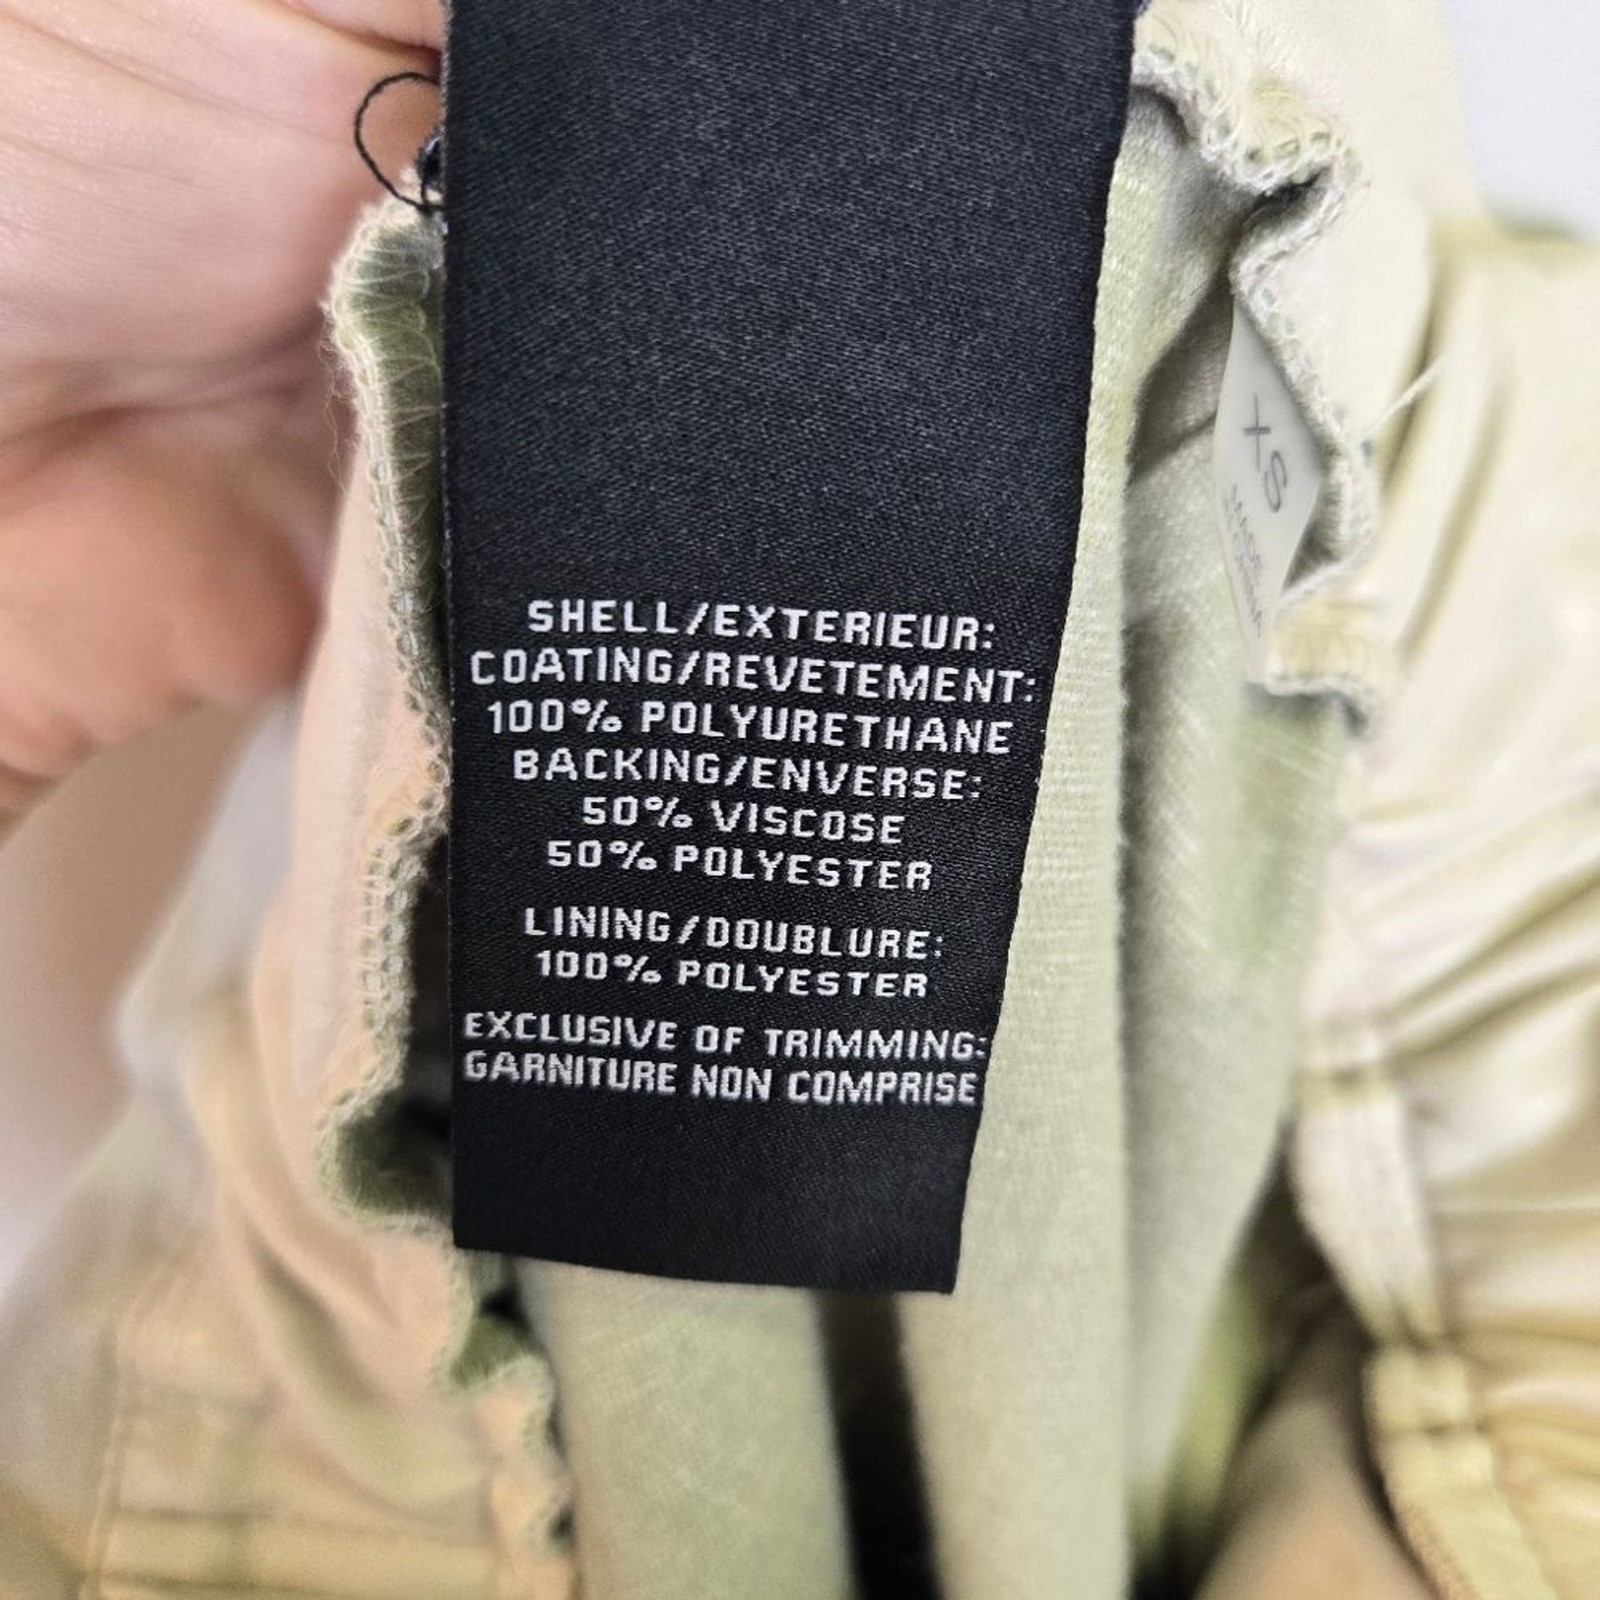 SHELL/EXTERIEUR:
COATING/REVETEMENT:
100% POLYURETHANE
BACKING/ENVERSE:
50% VISCOSE
50% POLYESTER
LINING/DOUBLURE:
100% POLYESTER
EXCLUSIVE OF TRIMMING:
GARNITURE NON COMPRISE
XS